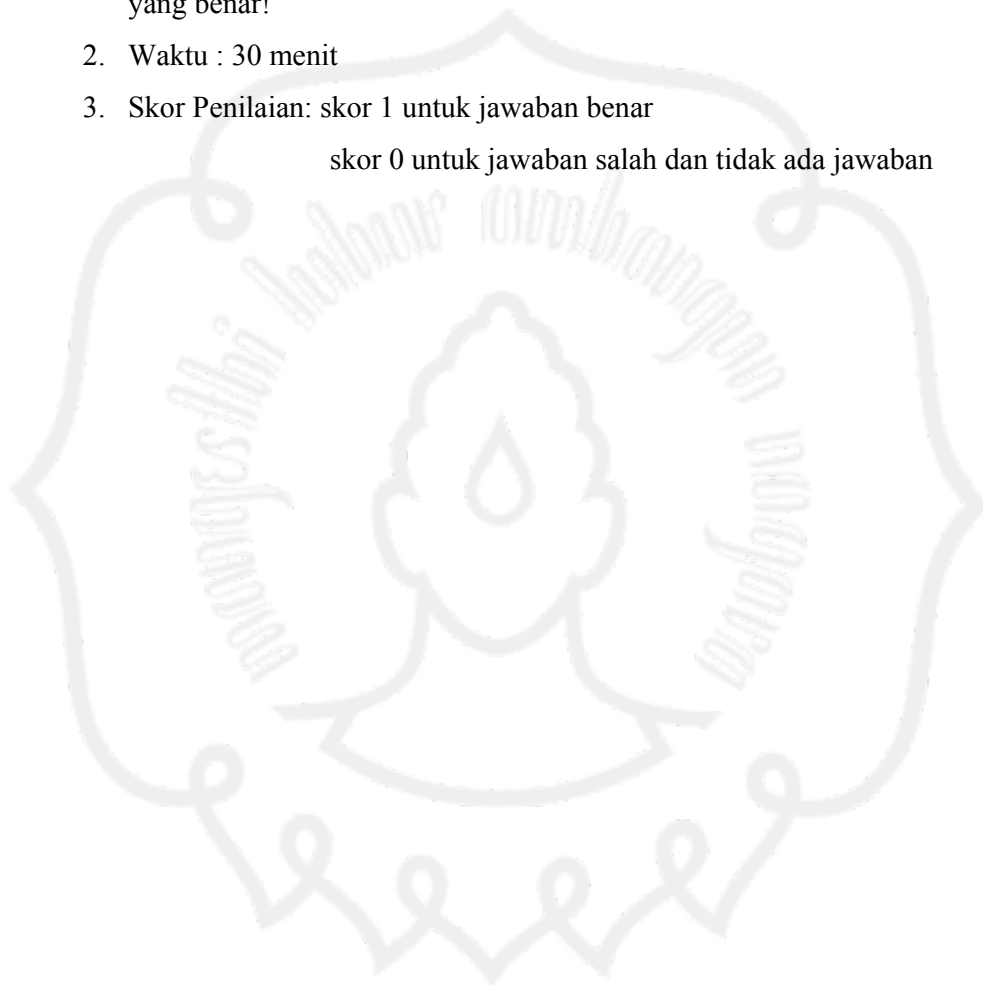 yang benar!
2. Waktu : 30 menit
3. Skor Penilaian: skor 1 untuk jawaban benar
skor 0 untuk jawaban salah dan tidak ada jawaban